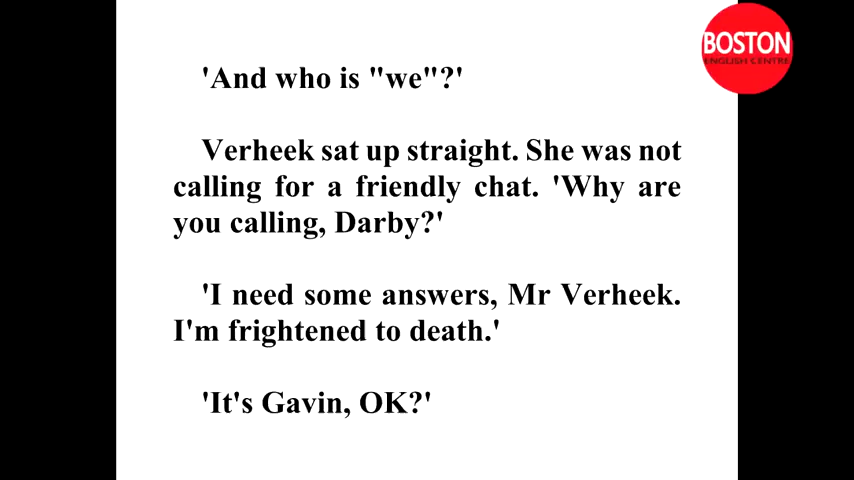 BOSTON
ENGLISH CENTRE
'And who is "we"?'
Verheek sat up straight. She was not
calling for a friendly chat. 'Why are
you calling, Darby?'
'I need some answers, Mr Verheek.
I'm frightened to death.'
'It's Gavin, OK?'